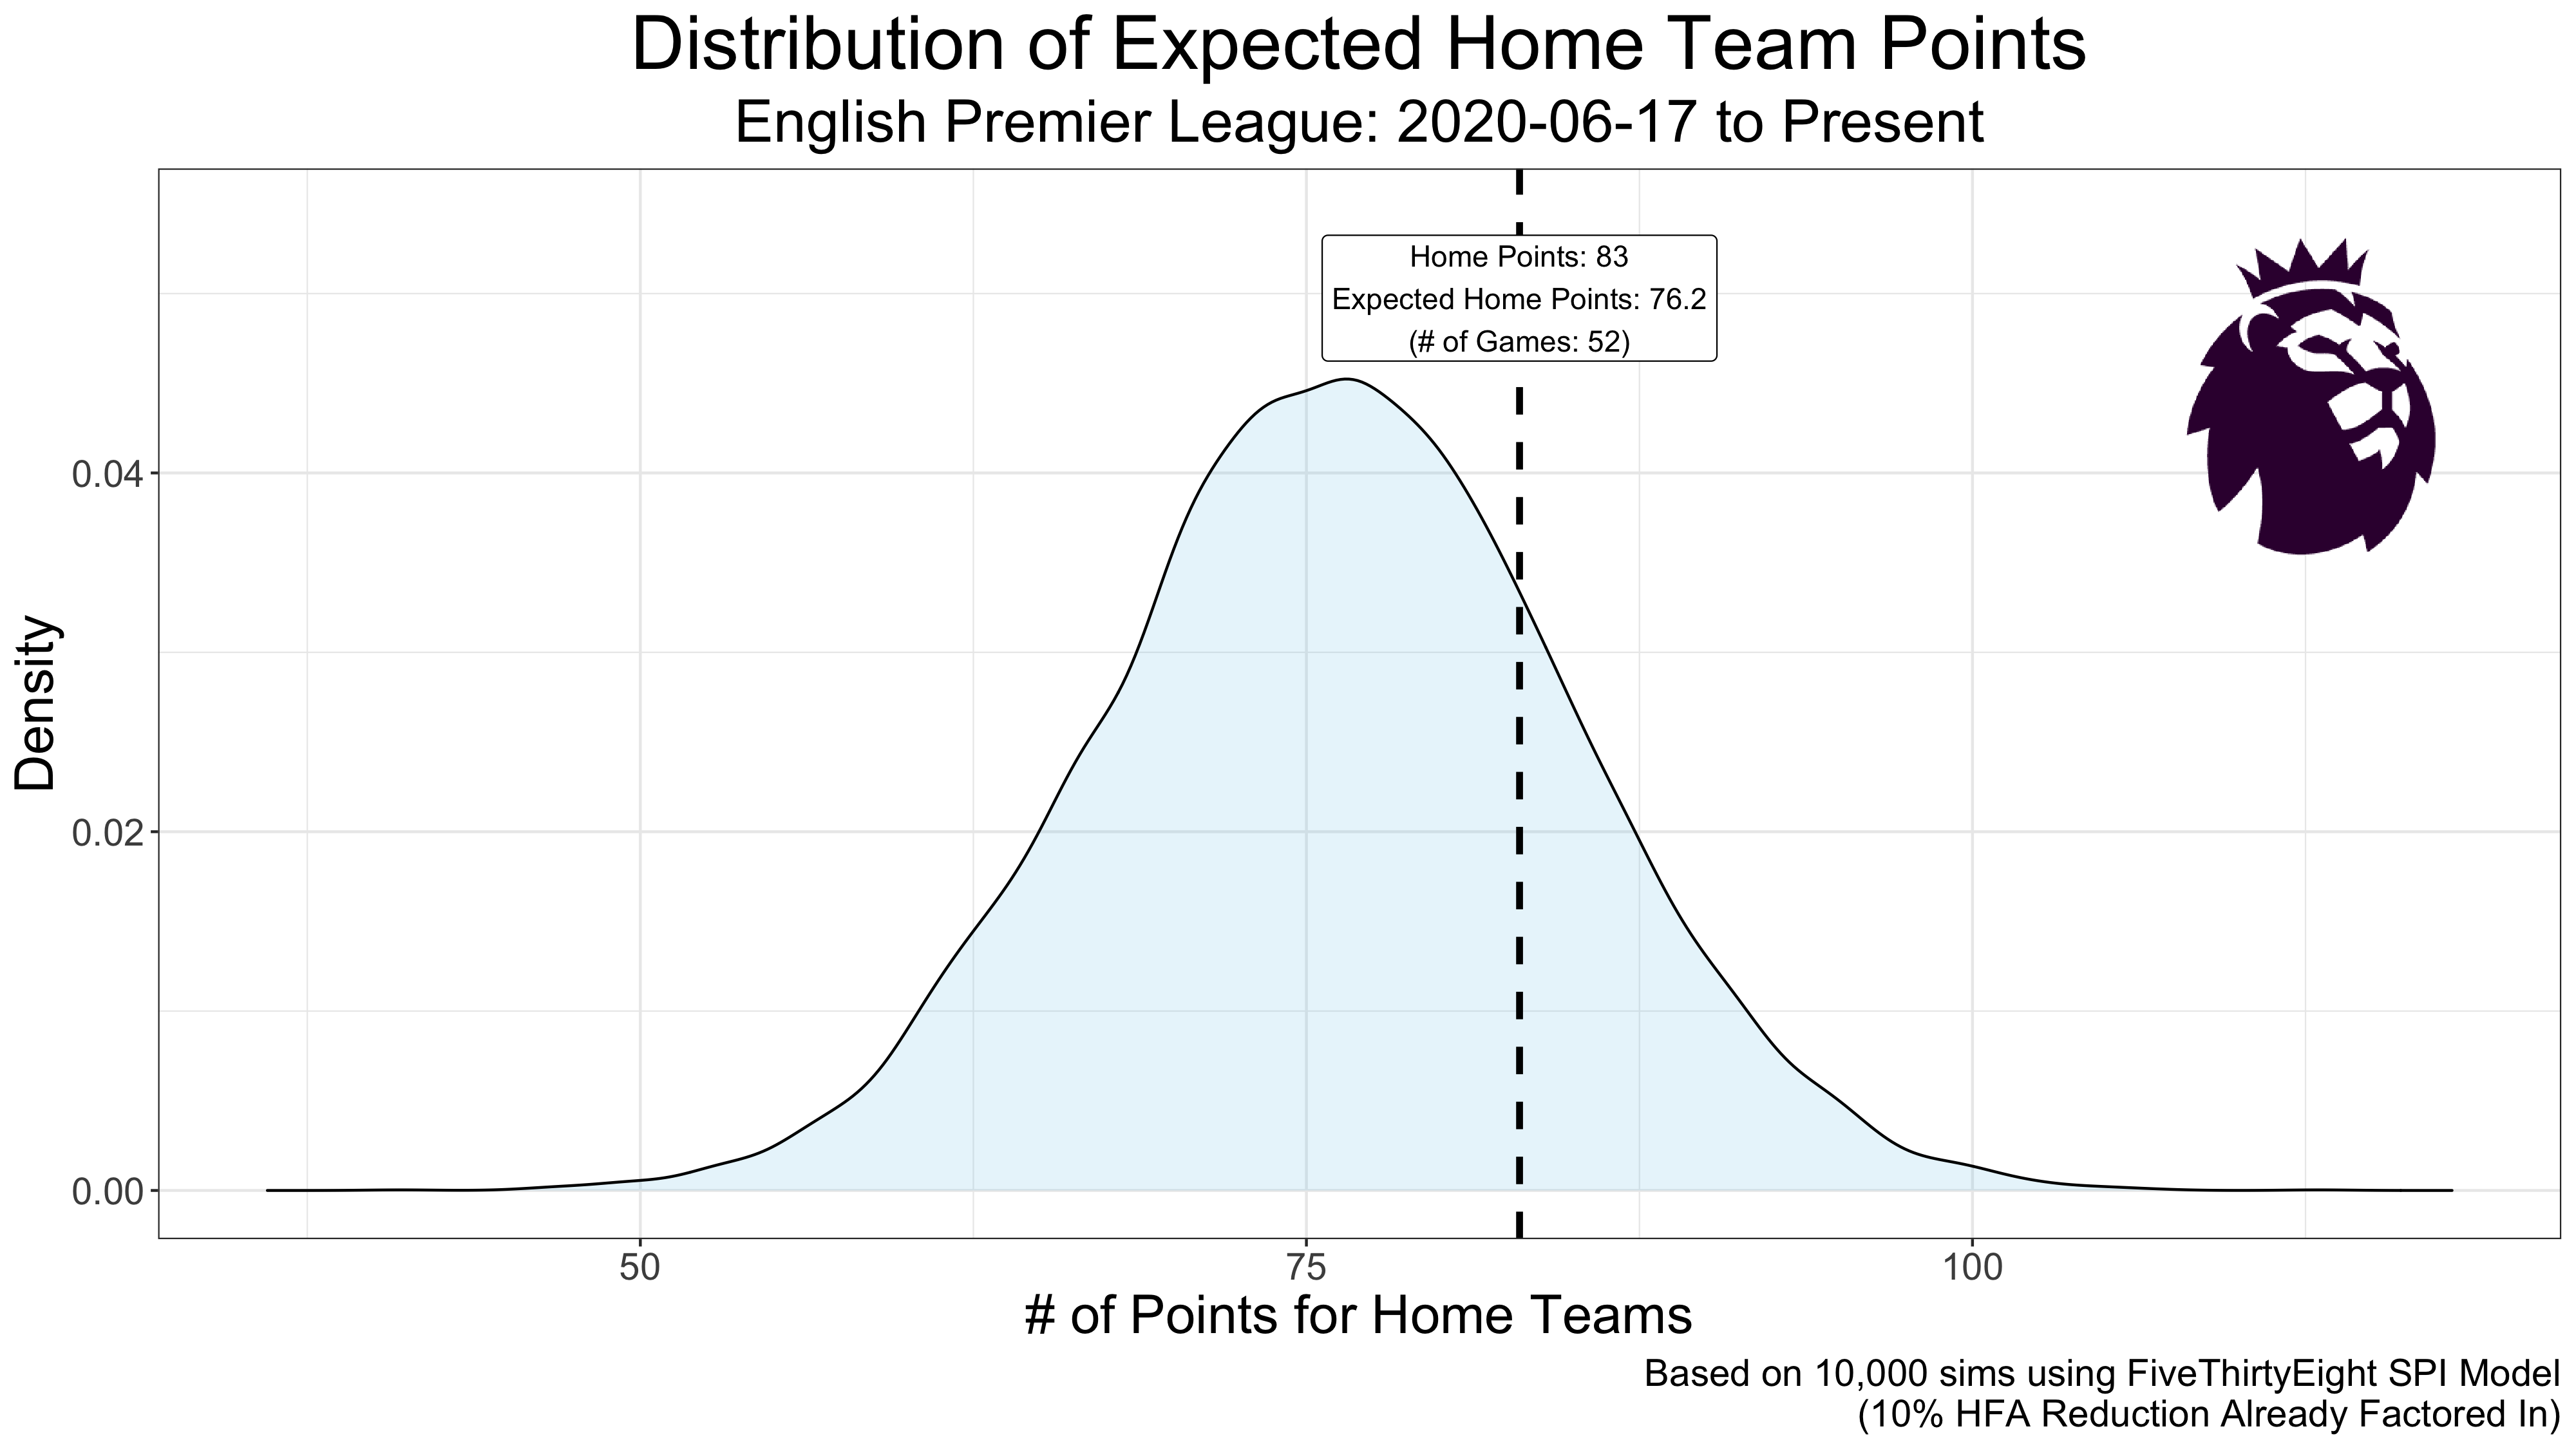 Distribution of Expected Home Team Points
English Premier League: 2020-06-17 to Present
Home Points: 83
Expected Home Points: 76.2
(# of Games: 52)
Density
0.04
0.02
0.00
50
75
100
# of Points for Home Teams
Based on 10,000 sims using FiveThirtyEight SPI Model
(10% HFA Reduction Already Factored In)